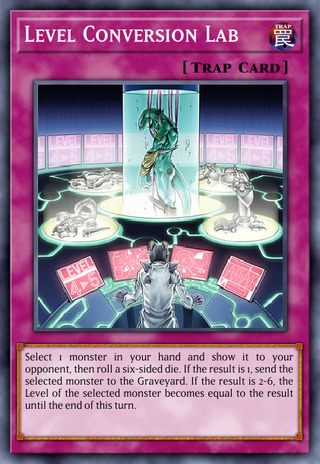 Level Conversion Lab
TRAP
罠
[Trap Card]
LEVEL
4▶5
Select 1 monster in your hand and show it to your
opponent, then roll a six-sided die. If the result is 1, send the
selected monster to the Graveyard. If the result is 2-6, the
Level of the selected monster becomes equal to the result
until the end of this turn.